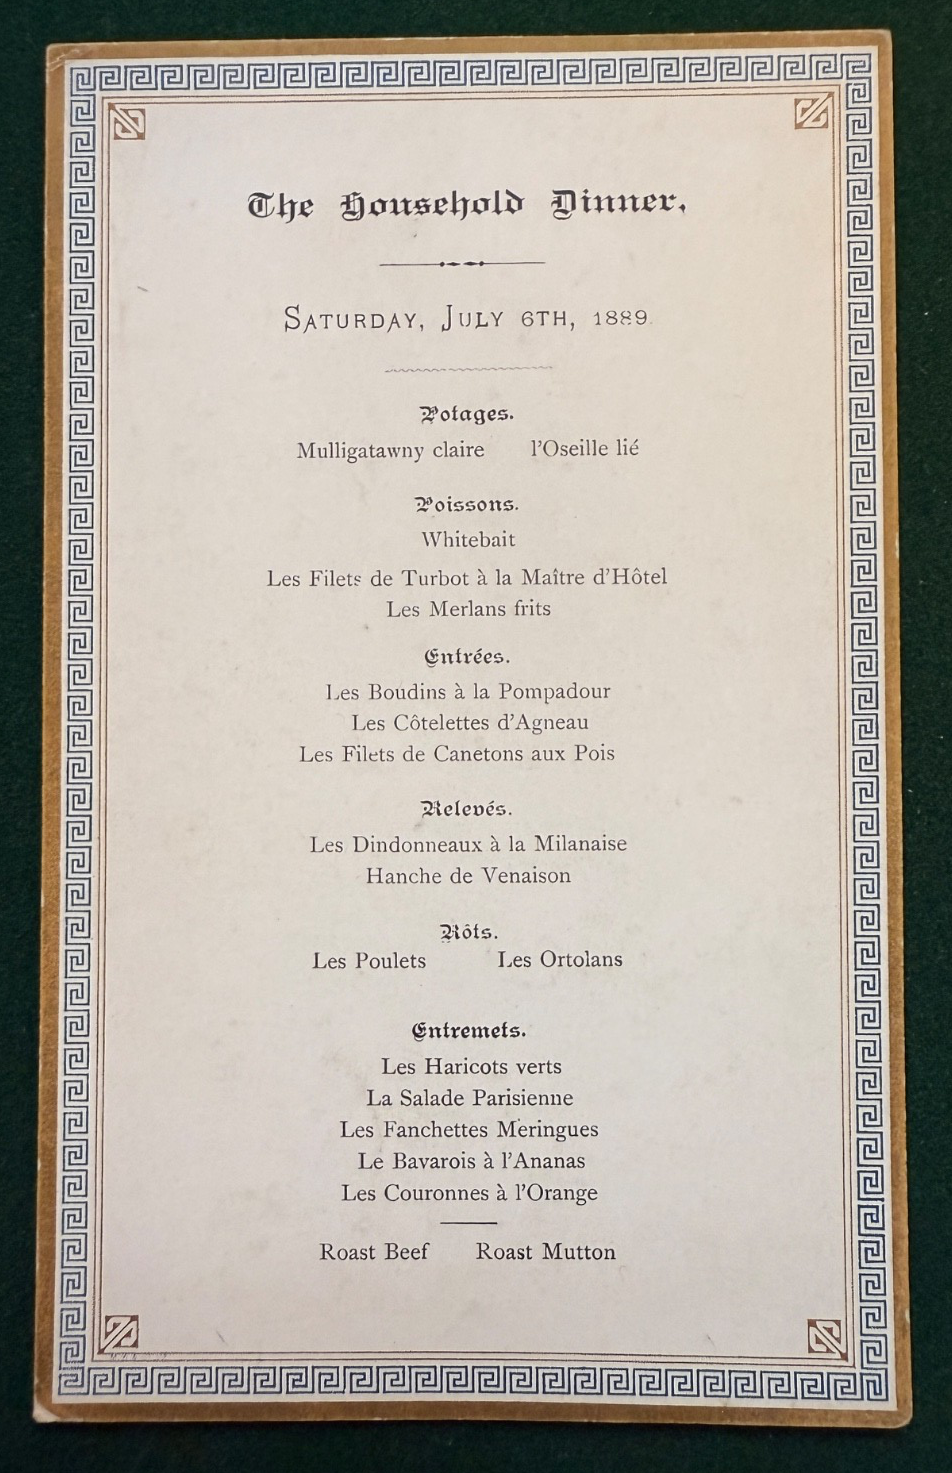 The Household Dinner.
SATURDAY, JULY 6TH, 1889.
Potages.
Mulligatawny claire l'Oseille lié
Poissons.
Whitebait
Les Filets de Turbot à la Maître d'Hôtel
Les Merlans frits
Entrées.
Les Boudins à la Pompadour
Les Côtelettes d'Agneau
Les Filets de Canetons aux Pois
Relevés.
Les Dindonneaux à la Milanaise
Hanche de Venaison
Rôts.
Les Poulets Les Ortolans
Entremets.
Les Haricots verts
La Salade Parisienne
Les Fanchettes Meringues
Le Bavarois à l'Ananas
Les Couronnes à l'Orange
Roast Beef Roast Mutton